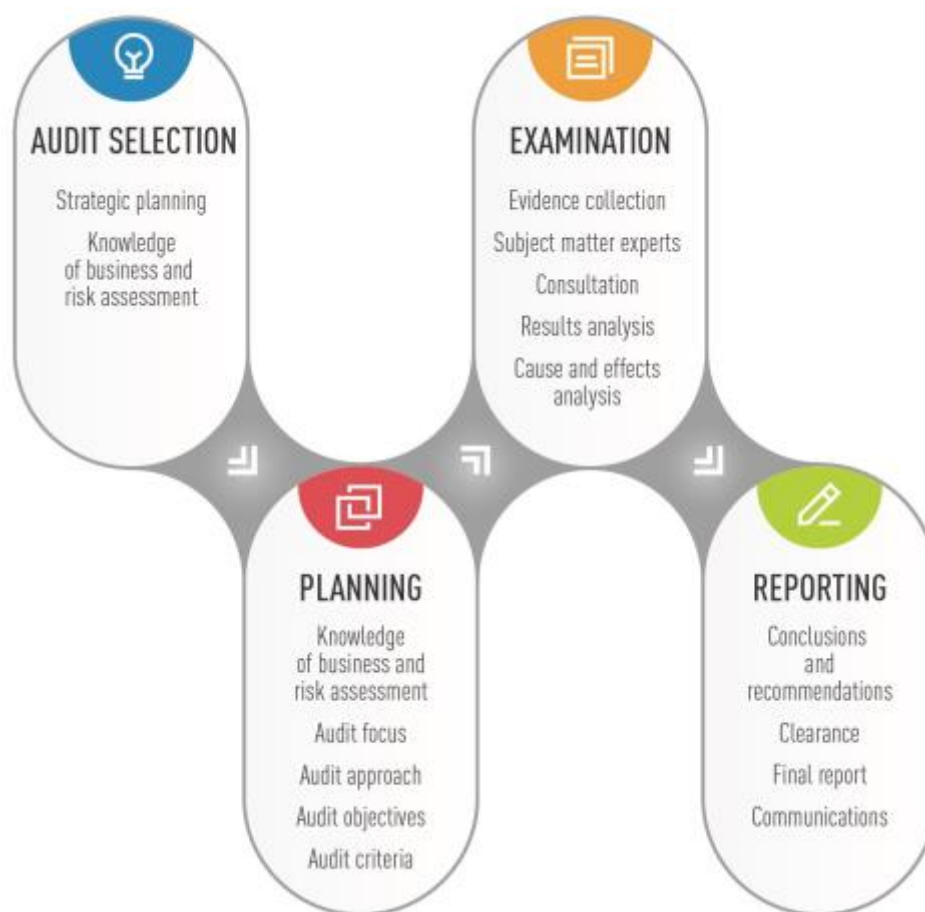 AUDIT SELECTION
Strategic planning
Knowledge
of business and
risk assessment
PLANNING
Knowledge
of business and
risk assessment
Audit focus
Audit approach
Audit objectives
Audit criteria
EXAMINATION
Evidence collection
Subject matter experts
Consultation
Results analysis
Cause and effects
analysis
REPORTING
Conclusions
and
recommendations
Clearance
Final report
Communications